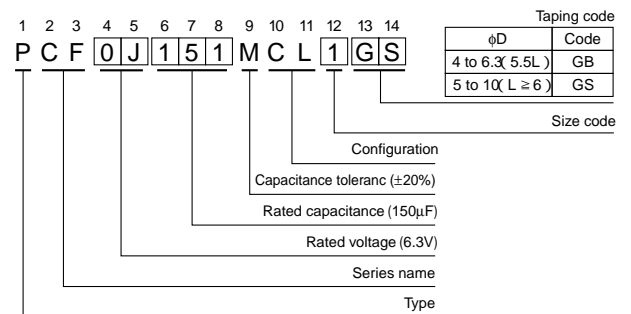 Taping code
1 2 3 4 5 6 7 8 9 10 11 12 13 14
P C F 0 J 1 5 1 M C L 1 G S
φD Code
4 to 6.3( 5.5L ) GB
5 to 10( L ≧ 6 ) GS
Size code
Configuration
Capacitance toleranc (±20%)
Rated capacitance (150μF)
Rated voltage (6.3V)
Series name
Type